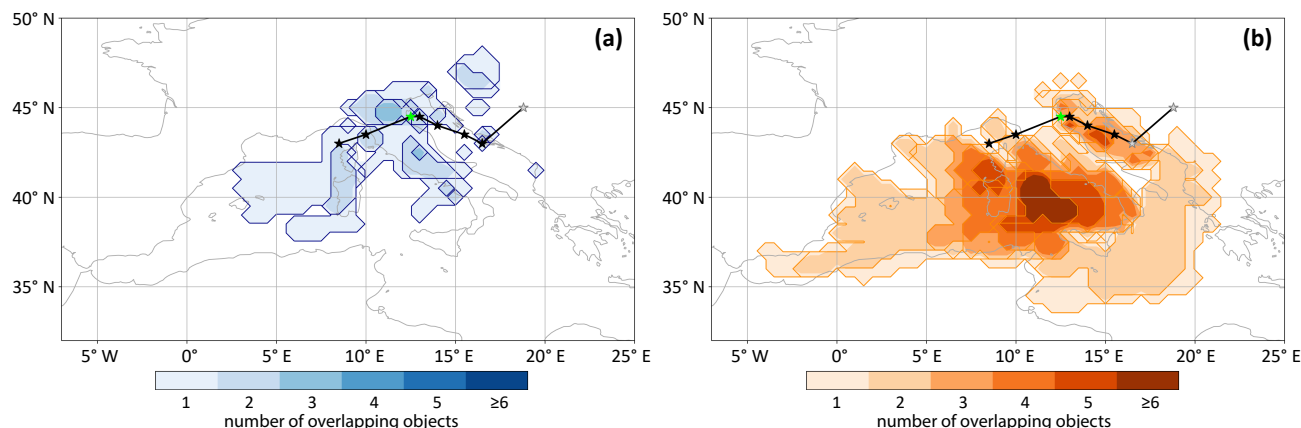 50° N
45° N
40° N
35° N
(a)
5° W 0° 5° E 10° E 15° E 20° E 25° E
1 2 3 4 5 ≥6
number of overlapping objects
50° N
45° N
40° N
35° N
(b)
5° W 0° 5° E 10° E 15° E 20° E 25° E
1 2 3 4 5 ≥6
number of overlapping objects